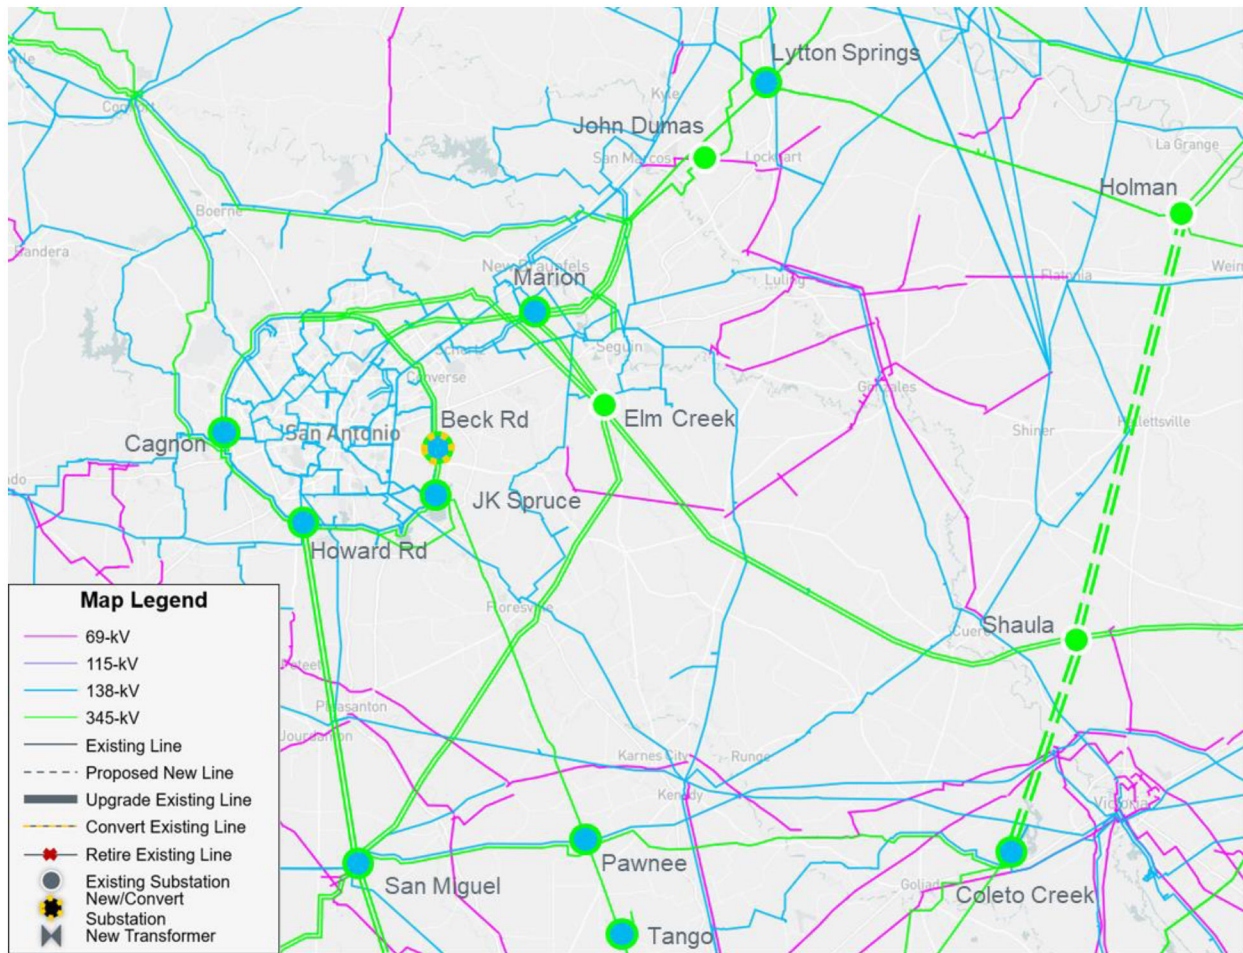 Lytton Springs
Kyle
John Dumas
San Marcos
Lockhart
La Grange
Comfort
Holman
Boerne
Bandera
Weim
New Braunfels
Flatonia
Marion
Luling
Schertz
Seguin
Converse
Gonzales
Beck Rd
Elm Creek
Hallettsville
San Antonio
Shiner
Cagnon
ndo
JK Spruce
Howard Rd
Floresville
Shaula
Cuero
Poteet
Pleasanton
Jourdanton
Karnes City
Runge
Kenedy
Victoria
Pawnee
San Miguel
Goliad
Coleto Creek
Tango
Map Legend
69-kV
115-kV
138-kV
345-kV
Existing Line
Proposed New Line
Upgrade Existing Line
Convert Existing Line
Retire Existing Line
Existing Substation
New/Convert
Substation
New Transformer